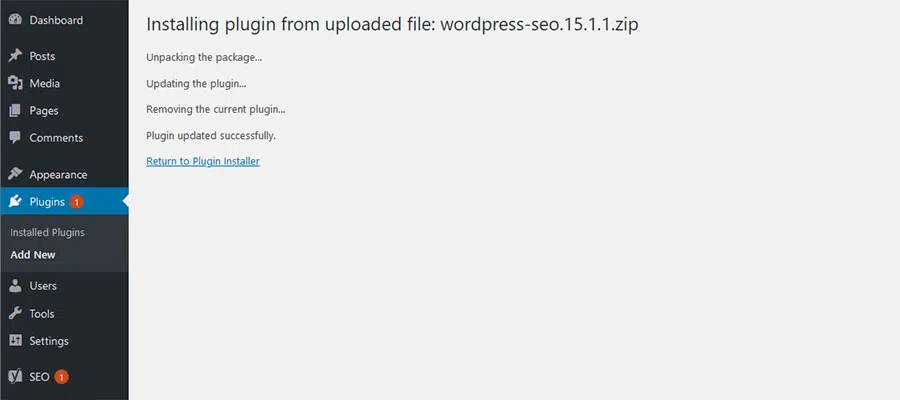 Dashboard
Posts
Media
Pages
Comments
Appearance
Plugins 1
Installed Plugins
Add New
Users
Tools
Settings
SEO 1
Installing plugin from uploaded file: wordpress-seo.15.1.1.zip
Unpacking the package...
Updating the plugin...
Removing the current plugin...
Plugin updated successfully.
Return to Plugin Installer